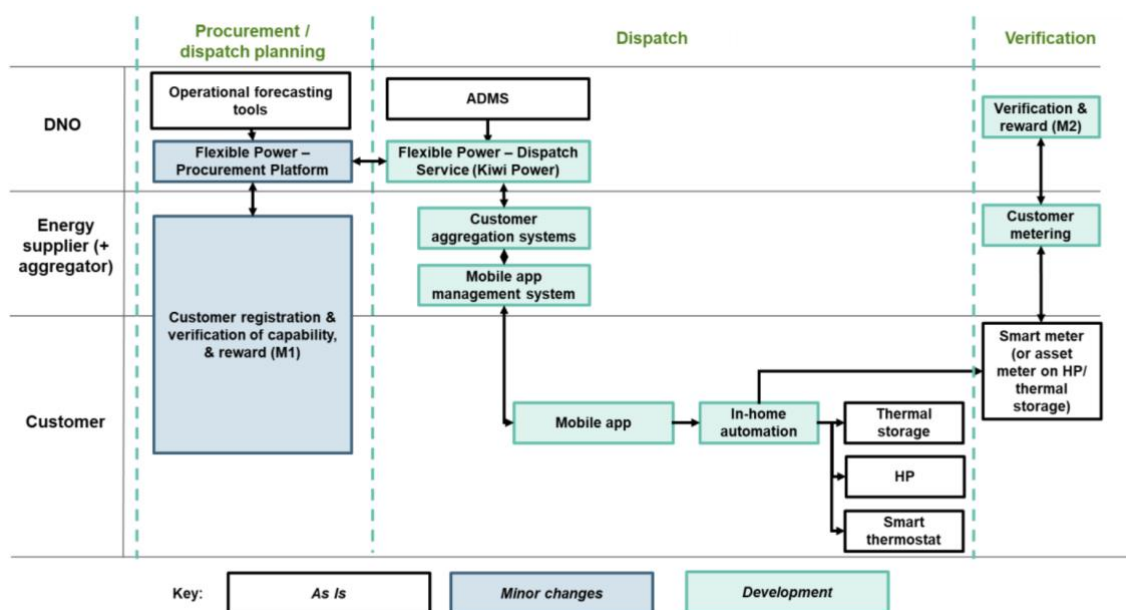 Procurement /
dispatch planning
Dispatch
Verification
DNO
Operational forecasting
tools
ADMS
Verification &
reward (M2)
Flexible Power –
Procurement Platform
Flexible Power – Dispatch
Service (Kiwi Power)
Energy
supplier (+
aggregator)
Customer
aggregation systems
Customer
metering
Mobile app
management system
Customer registration &
verification of capability,
& reward (M1)
Smart meter
(or asset
meter on HP/
thermal
storage)
Customer
Mobile app
In-home
automation
Thermal
storage
HP
Smart
thermostat
Key:
As Is
Minor changes
Development